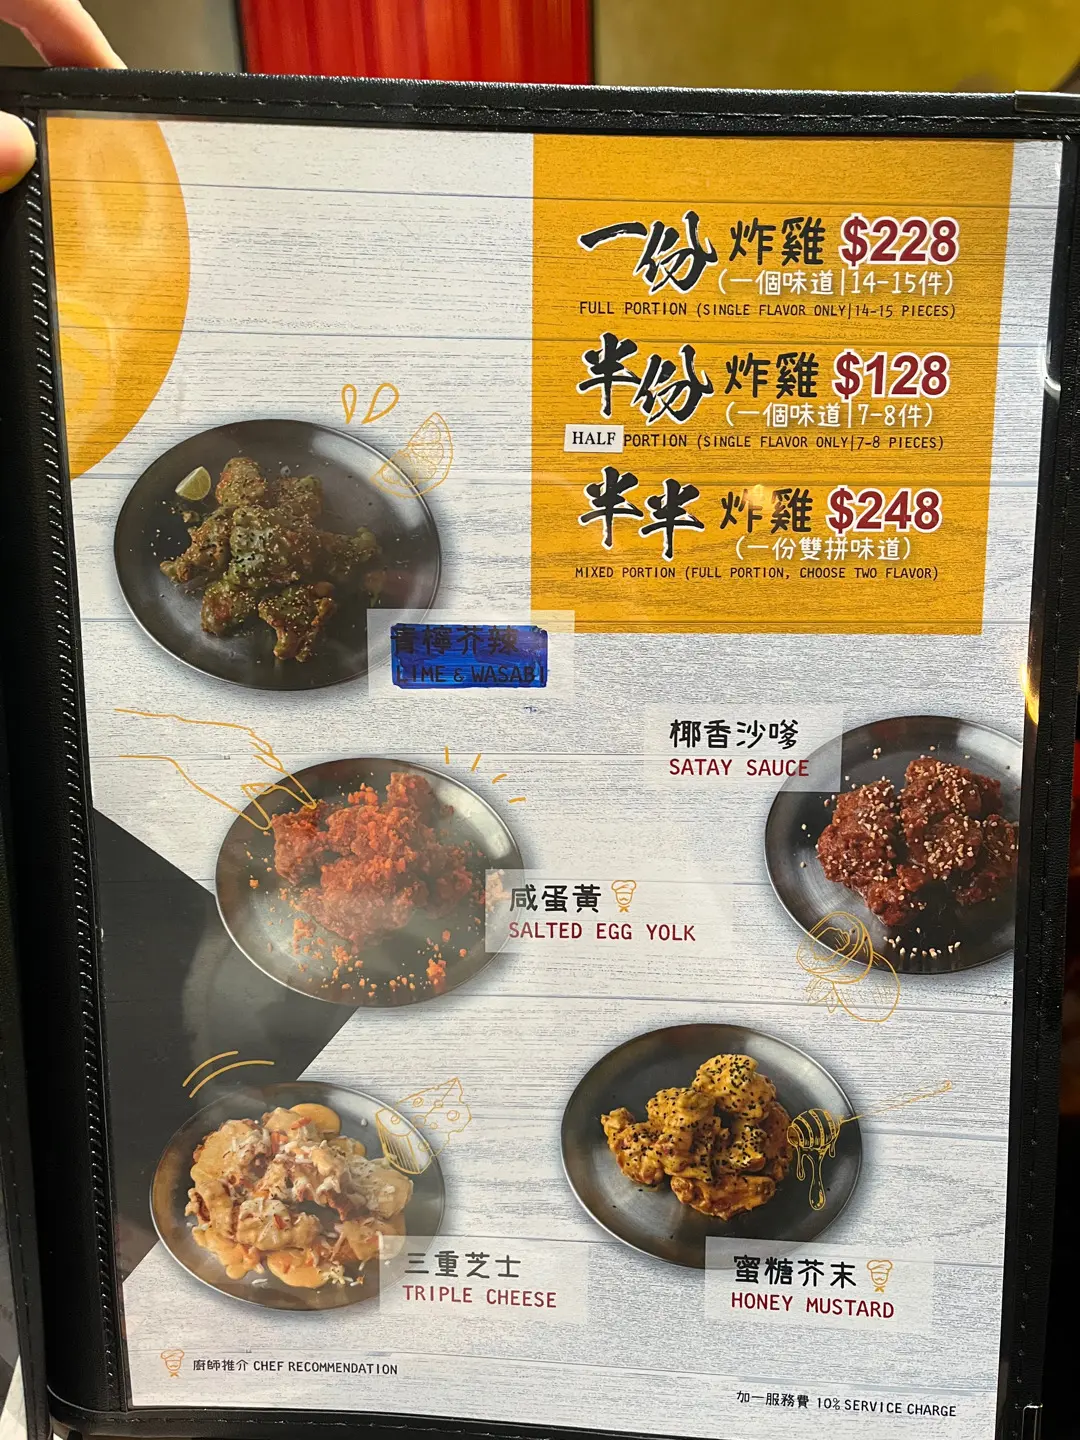 一份 炸雞 $228
(一個味道|14-15件)
FULL PORTION (SINGLE FLAVOR ONLY|14-15 PIECES)
半份 炸雞 $128
(一個味道|7-8件)
HALF PORTION (SINGLE FLAVOR ONLY|7-8 PIECES)
半半 炸雞 $248
(一份雙拼味道)
MIXED PORTION (FULL PORTION, CHOOSE TWO FLAVOR)
青檸芥辣
LIME & WASABI
椰香沙嗲
SATAY SAUCE
咸蛋黃
SALTED EGG YOLK
三重芝士
TRIPLE CHEESE
蜜糖芥末
HONEY MUSTARD
廚師推介 CHEF RECOMMENDATION
加一服務費 10% SERVICE CHARGE